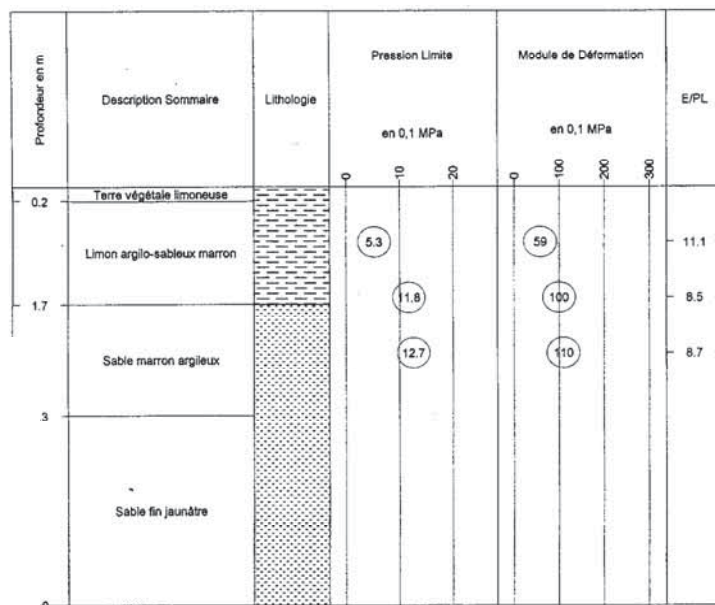 Profondeur en m
Description Sommaire
Lithologie
Pression Limite
en 0,1 MPa
Module de Déformation
en 0,1 MPa
E/PL
0 10 20
0 100 200 300
Terre végétale limoneuse
0.2
Limon argilo-sableux marron
5.3 59 11.1
11.8 100 8.5
1.7
12.7 110 8.7
Sable marron argileux
.3
Sable fin jaunâtre